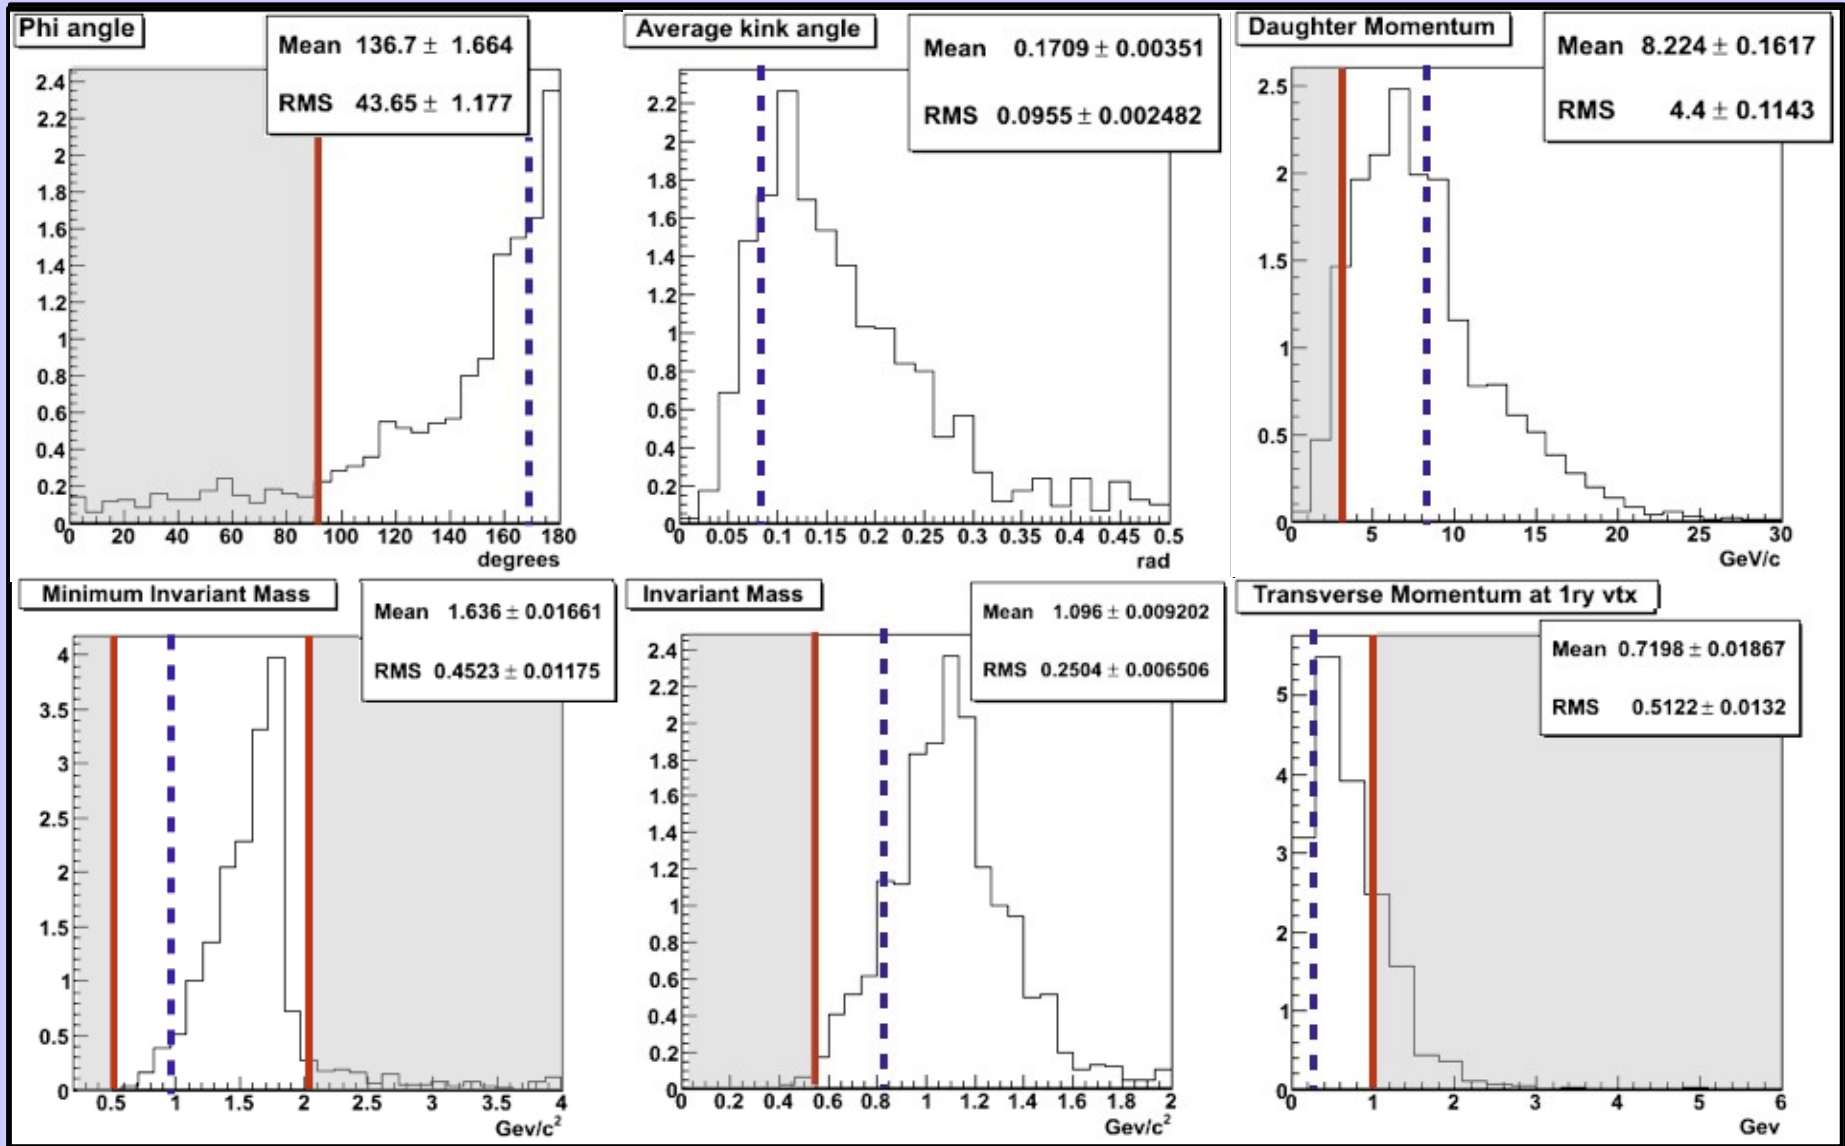 Phi angle
Mean 136.7 ± 1.664
RMS 43.65 ± 1.177
2.4
2.2
2
1.8
1.6
1.4
1.2
1
0.8
0.6
0.4
0.2
0
0 20 40 60 80 100 120 140 160 180
degrees
Average kink angle
Mean 0.1709 ± 0.00351
RMS 0.0955 ± 0.002482
2.2
2
1.8
1.6
1.4
1.2
1
0.8
0.6
0.4
0.2
0
0 0.05 0.1 0.15 0.2 0.25 0.3 0.35 0.4 0.45 0.5
rad
Daughter Momentum
Mean 8.224 ± 0.1617
RMS 4.4 ± 0.1143
2.5
2
1.5
1
0.5
0
0 5 10 15 20 25 30
GeV/c
Minimum Invariant Mass
Mean 1.636 ± 0.01661
RMS 0.4523 ± 0.01175
4
3.5
3
2.5
2
1.5
1
0.5
0
0.5 1 1.5 2 2.5 3 3.5 4
Gev/c²
Invariant Mass
Mean 1.096 ± 0.009202
RMS 0.2504 ± 0.006506
2.4
2.2
2
1.8
1.6
1.4
1.2
1
0.8
0.6
0.4
0.2
0
0 0.2 0.4 0.6 0.8 1 1.2 1.4 1.6 1.8 2
Gev/c²
Transverse Momentum at 1ry vtx
Mean 0.7198 ± 0.01867
RMS 0.5122 ± 0.0132
5
4
3
2
1
0
0 1 2 3 4 5 6
Gev